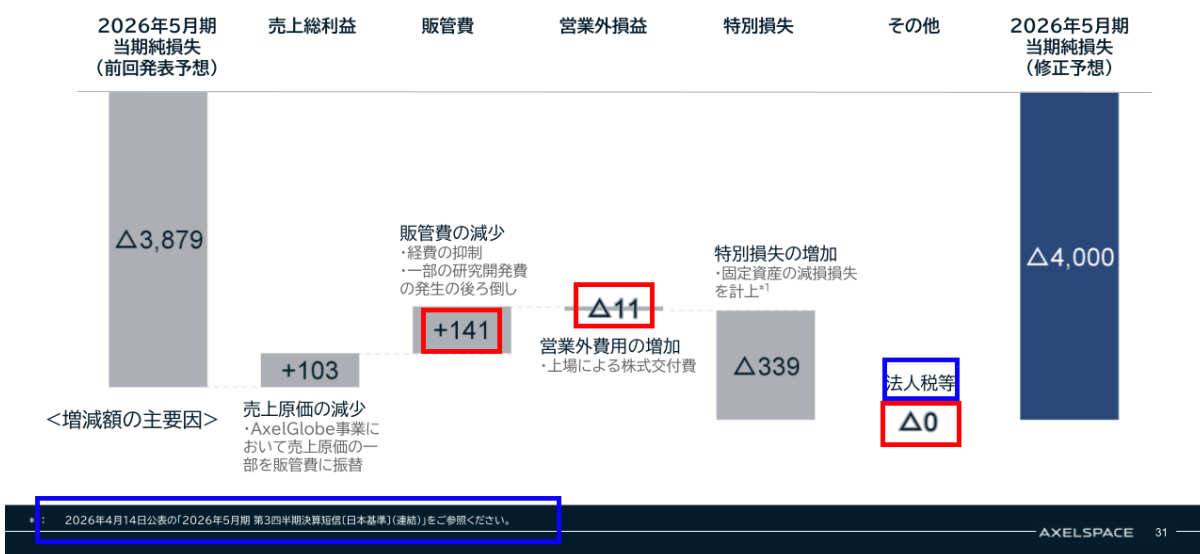 2026年5月期
当期純損失
(前回発表予想)
売上総利益
販管費
営業外損益
特別損失
その他
2026年5月期
当期純損失
(修正予想)
△3,879
+103
売上原価の減少
・AxelGlobe事業に
おいて売上原価の一
部を販管費に振替
販管費の減少
・経費の抑制
・一部の研究開発費
の発生の後ろ倒し
+141
△11
営業外費用の増加
・上場による株式交付費
特別損失の増加
・固定資産の減損損失
を計上*1
△339
法人税等
△0
△4,000
<増減額の主要因>
: 2026年4月14日公表の「2026年5月期 第3四半期決算短信〔日本基準〕(連結)」をご参照ください。
AXELSPACE
31